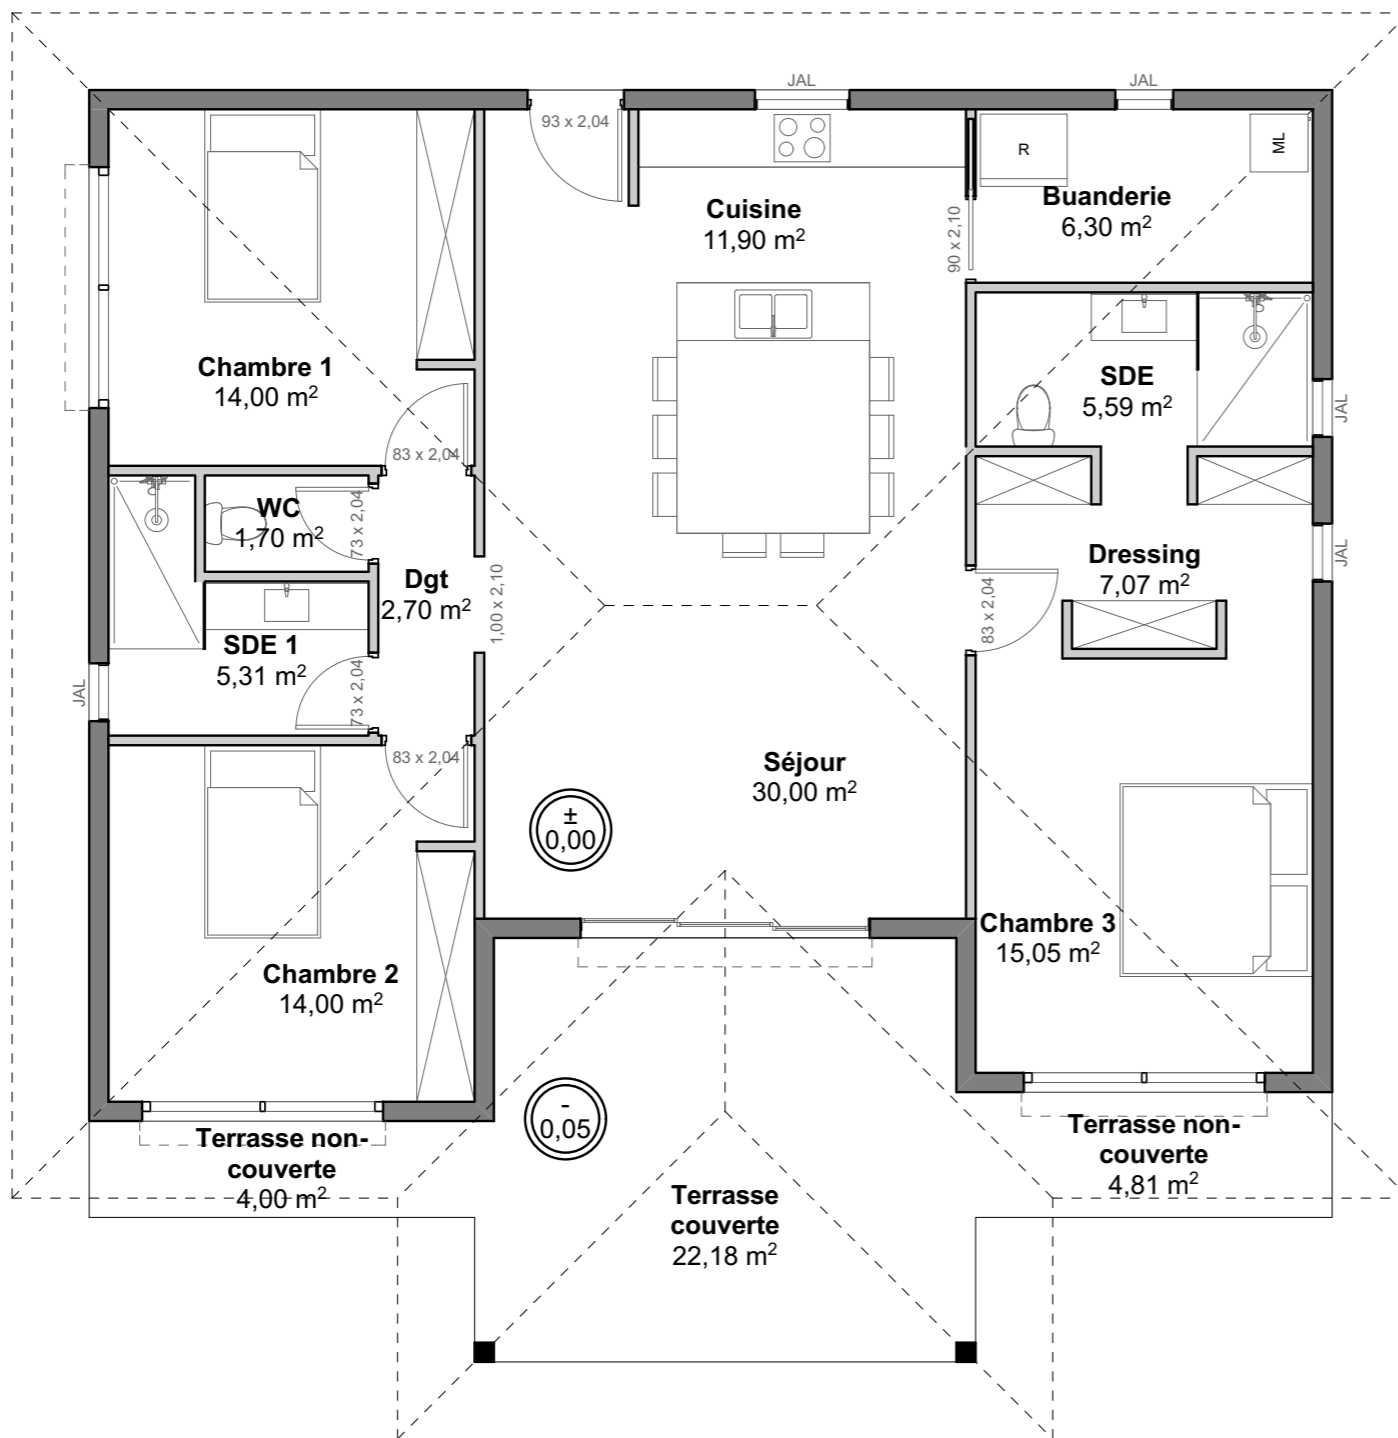 JAL
JAL
93 x 2,04
R
ML
Cuisine
11,90 m²
Buanderie
6,30 m²
90 x 2,10
Chambre 1
14,00 m²
SDE
5,59 m²
JAL
83 x 2,04
WC
1,70 m²
73 x 2,04
Dgt
2,70 m²
1,00 x 2,10
Dressing
7,07 m²
JAL
83 x 2,04
SDE 1
5,31 m²
JAL
73 x 2,04
83 x 2,04
Séjour
30,00 m²
±
0,00
Chambre 3
15,05 m²
Chambre 2
14,00 m²
-
0,05
Terrasse non-
couverte
4,00 m²
Terrasse non-
couverte
4,81 m²
Terrasse
couverte
22,18 m²